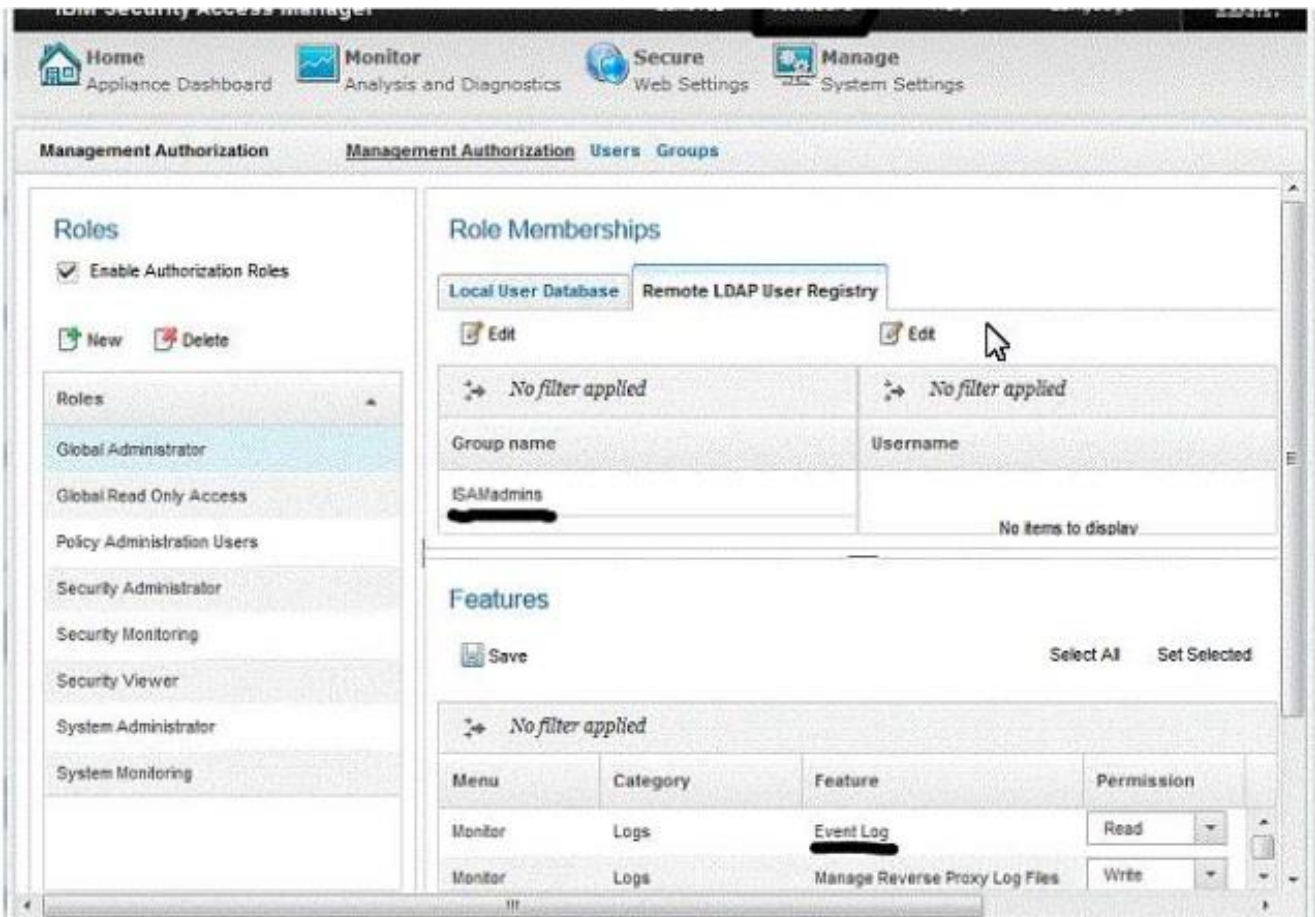 IBM Security Access Manager
Home
Appliance Dashboard
Monitor
Analysis and Diagnostics
Secure
Web Settings
Manage
System Settings
Management Authorization
Management Authorization Users Groups
Roles
Enable Authorization Roles
New Delete
Roles
Global Administrator
Global Read Only Access
Policy Administration Users
Security Administrator
Security Monitoring
Security Viewer
System Administrator
System Monitoring
Role Memberships
Local User Database Remote LDAP User Registry
Edit Edit
No filter applied No filter applied
Group name Username
ISAMadmins
No items to display
Features
Save Select All Set Selected
No filter applied
Menu Category Feature Permission
Monitor Logs Event Log Read
Monitor Logs Manage Reverse Proxy Log Files Write